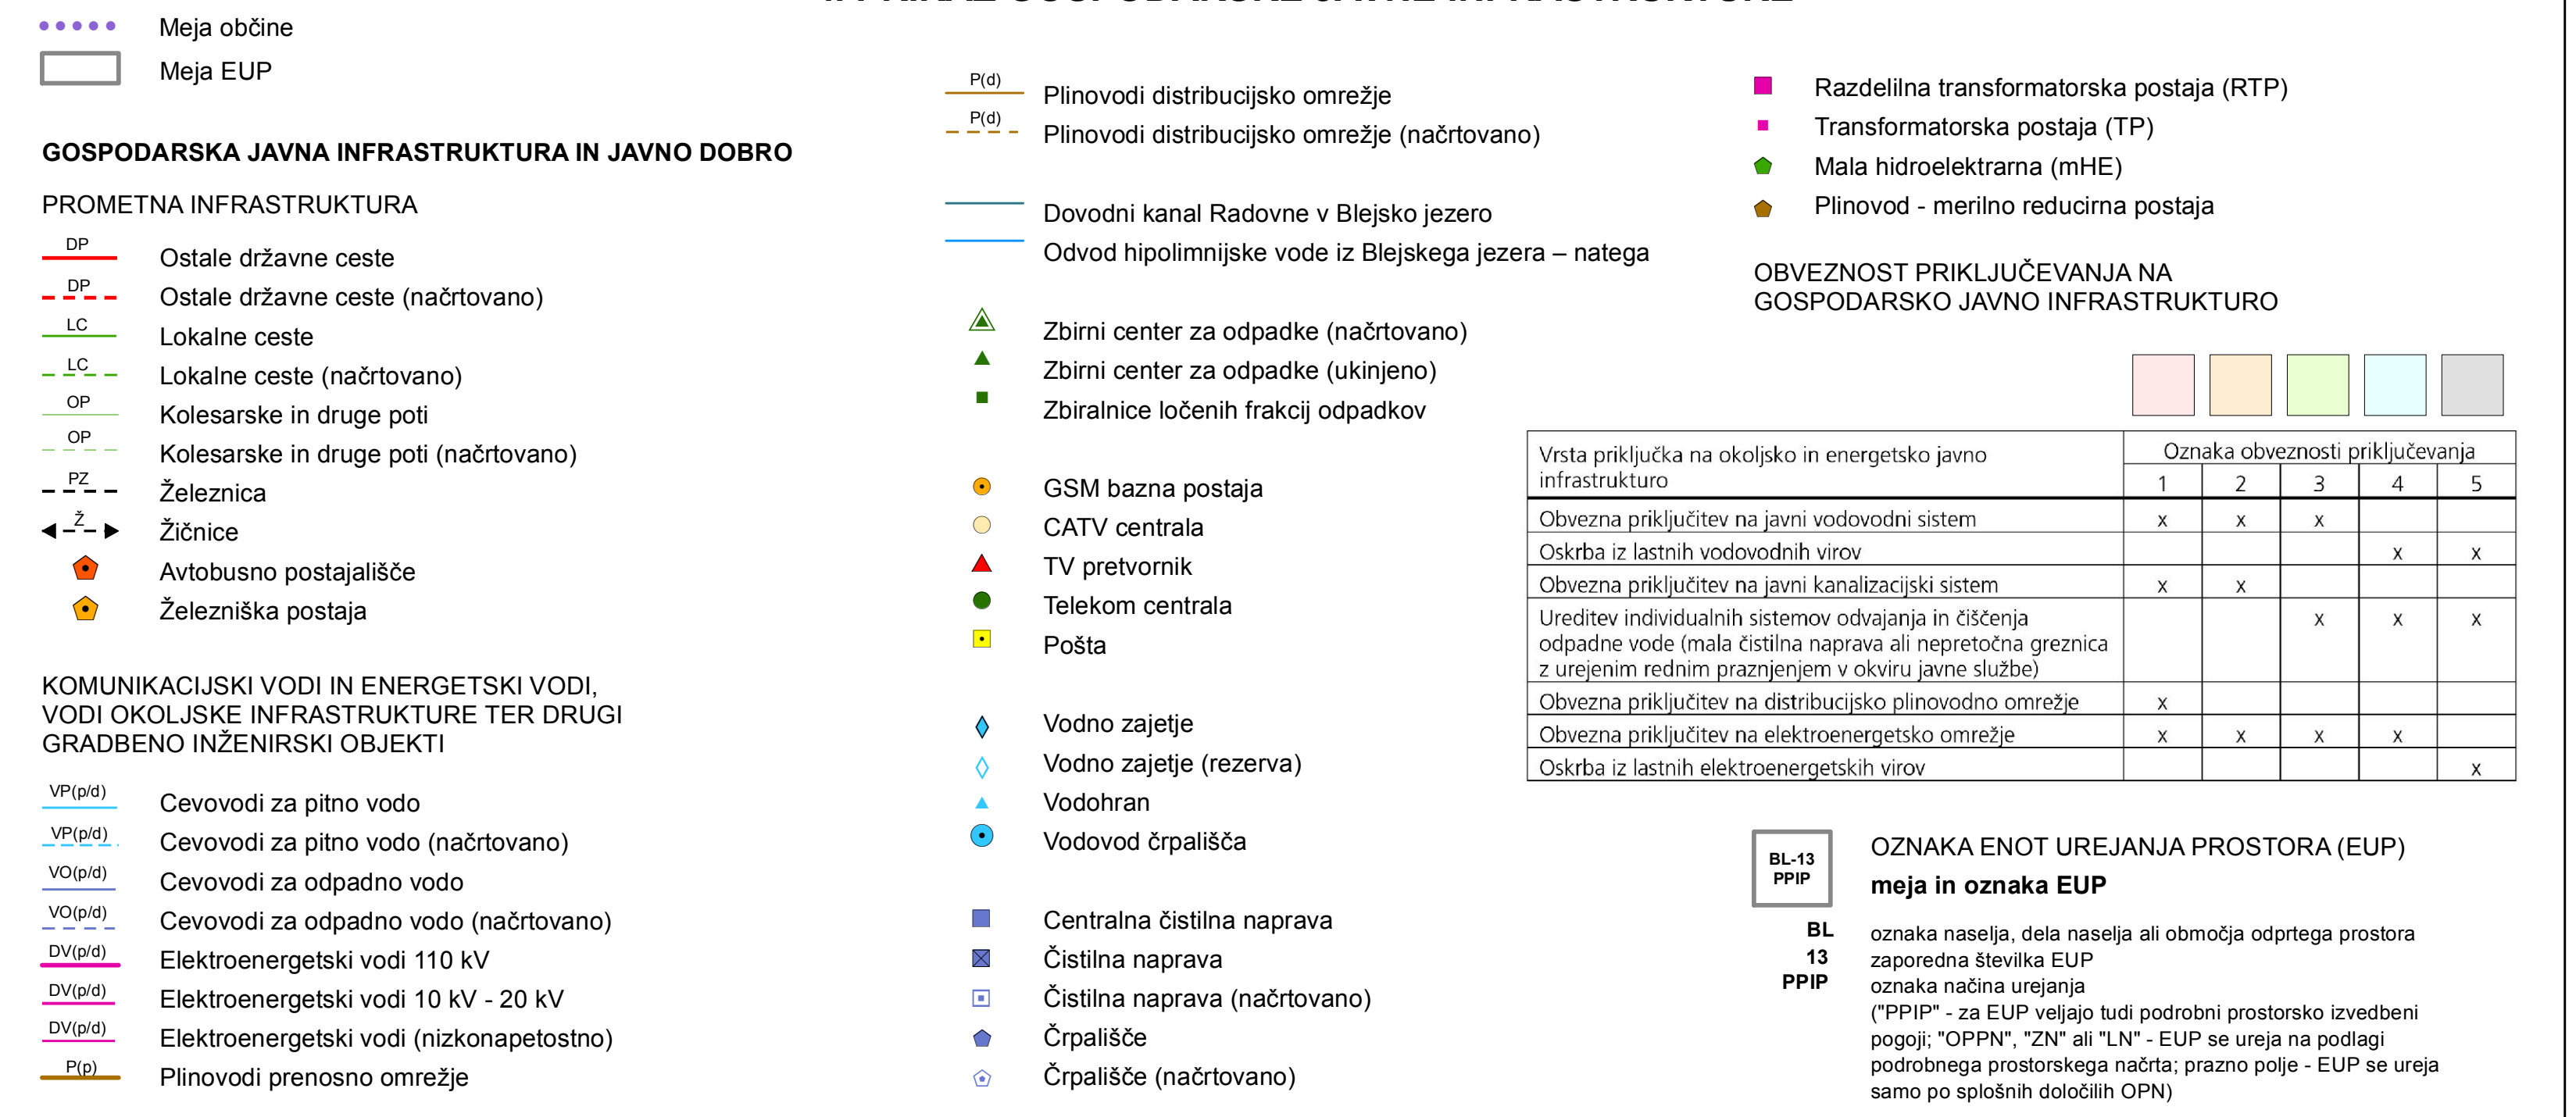 II. PRIKAZ GOSPODARSKE JAVNE INFRASTRUKTURE
Meja občine
Meja EUP
GOSPODARSKA JAVNA INFRASTRUKTURA IN JAVNO DOBRO
PROMETNA INFRASTRUKTURA
DP Ostale državne ceste
DP Ostale državne ceste (načrtovano)
LC Lokalne ceste
LC Lokalne ceste (načrtovano)
OP Kolesarske in druge poti
OP Kolesarske in druge poti (načrtovano)
PZ Železnica
Ž Žičnice
Avtobusno postajališče
Železniška postaja
KOMUNIKACIJSKI VODI IN ENERGETSKI VODI,
VODI OKOLJSKE INFRASTRUKTURE TER DRUGI
GRADBENO INŽENIRSKI OBJEKTI
VP(p/d) Cevovodi za pitno vodo
VP(p/d) Cevovodi za pitno vodo (načrtovano)
VO(p/d) Cevovodi za odpadno vodo
VO(p/d) Cevovodi za odpadno vodo (načrtovano)
DV(p/d) Elektroenergetski vodi 110 kV
DV(p/d) Elektroenergetski vodi 10 kV - 20 kV
DV(p/d) Elektroenergetski vodi (nizkonapetostno)
P(p) Plinovodi prenosno omrežje
P(d) Plinovodi distribucijsko omrežje
P(d) Plinovodi distribucijsko omrežje (načrtovano)
Dovodni kanal Radovne v Blejsko jezero
Odvod hipolimnijske vode iz Blejskega jezera – natega
Zbirni center za odpadke (načrtovano)
Zbirni center za odpadke (ukinjeno)
Zbiralnice ločenih frakcij odpadkov
GSM bazna postaja
CATV centrala
TV pretvornik
Telekom centrala
Pošta
Vodno zajetje
Vodno zajetje (rezerva)
Vodohran
Vodovod črpališča
Centralna čistilna naprava
Čistilna naprava
Čistilna naprava (načrtovano)
Črpališče
Črpališče (načrtovano)
Razdelilna transformatorska postaja (RTP)
Transformatorska postaja (TP)
Mala hidroelektrarna (mHE)
Plinovod - merilno reducirna postaja
OBVEZNOST PRIKLJUČEVANJA NA
GOSPODARSKO JAVNO INFRASTRUKTURO
Vrsta priključka na okoljsko in energetsko javno
infrastrukturo
Oznaka obveznosti priključevanja
1 2 3 4 5
Obvezna priključitev na javni vodovodni sistem x x x
Oskrba iz lastnih vodovodnih virov x x
Obvezna priključitev na javni kanalizacijski sistem x x
Ureditev individualnih sistemov odvajanja in čiščenja x x x
odpadne vode (mala čistilna naprava ali nepretočna greznica
z urejenim rednim praznjenjem v okviru javne službe)
Obvezna priključitev na distribucijsko plinovodno omrežje x
Obvezna priključitev na elektroenergetsko omrežje x x x x
Oskrba iz lastnih elektroenergetskih virov x
BL-13
PPIP
OZNAKA ENOT UREJANJA PROSTORA (EUP)
meja in oznaka EUP
BL oznaka naselja, dela naselja ali območja odprtega prostora
13 zaporedna številka EUP
PPIP oznaka načina urejanja
("PPIP" - za EUP veljajo tudi podrobni prostorsko izvedbeni
pogoji; "OPPN", "ZN" ali "LN" - EUP se ureja na podlagi
podrobnega prostorskega načrta; prazno polje - EUP se ureja
samo po splošnih določilih OPN)